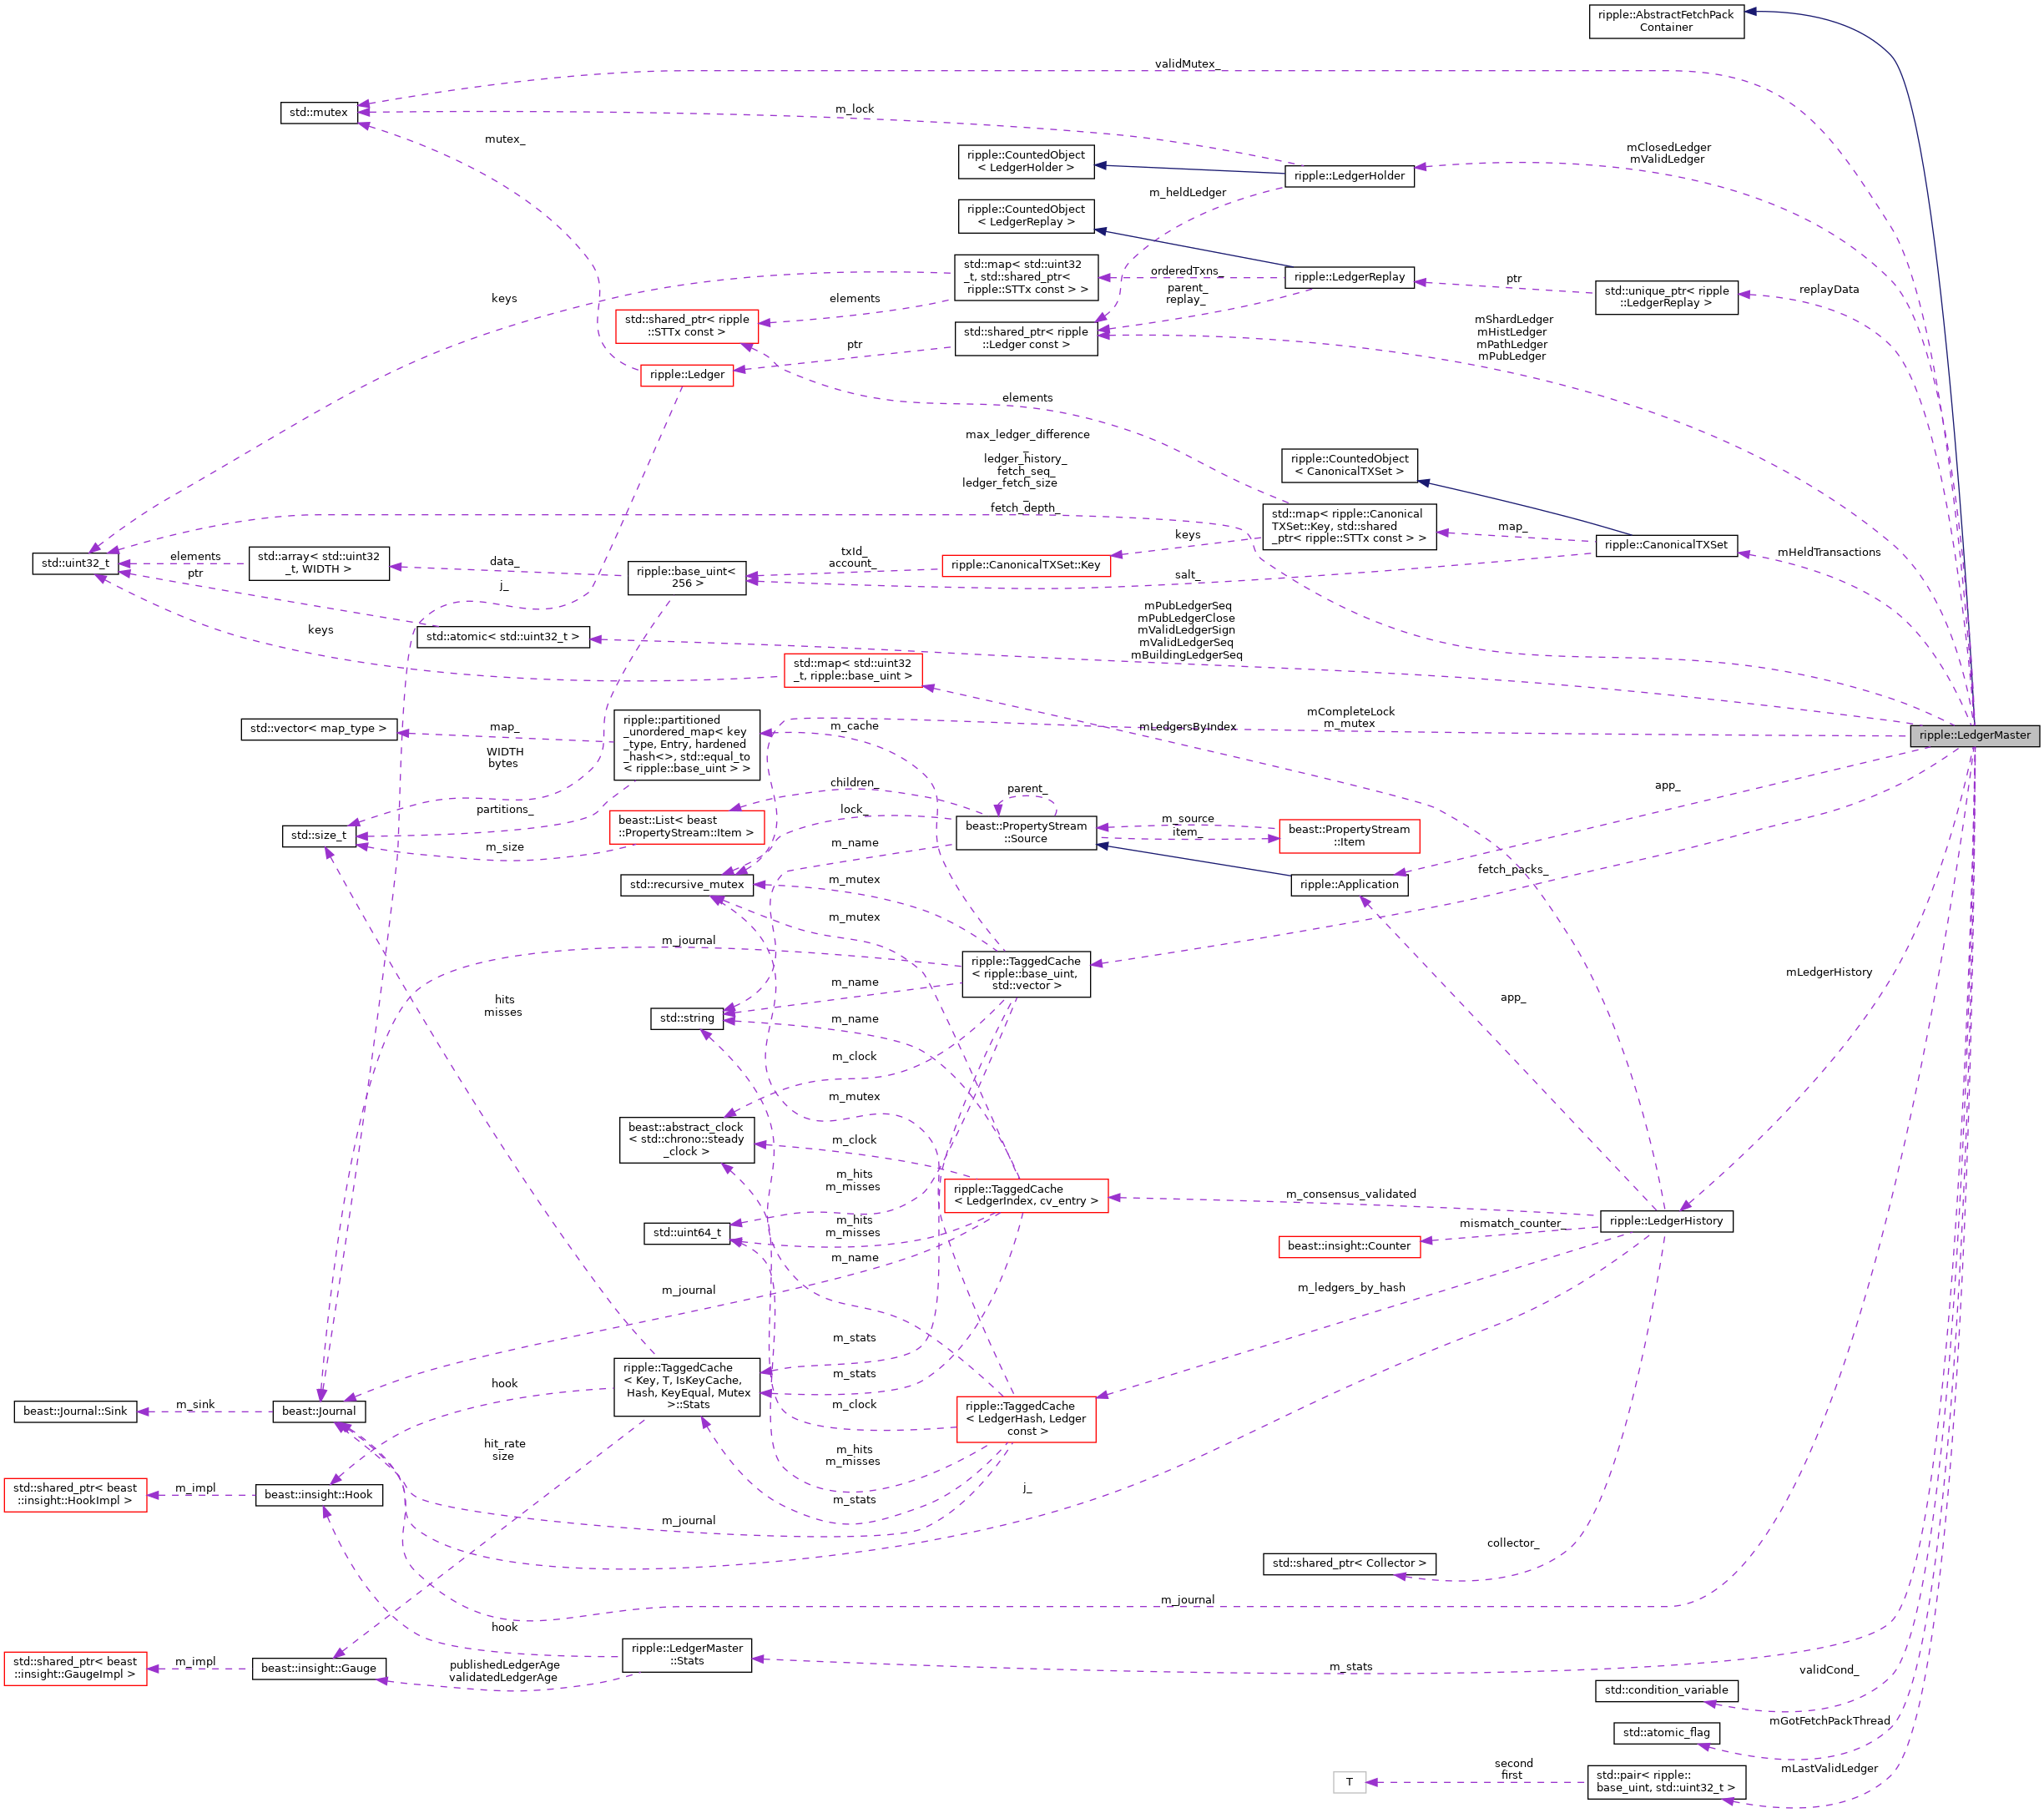 ripple::AbstractFetchPack
Container
validMutex_
std::mutex
m_lock
mutex_
ripple::CountedObject
< LedgerHolder >
mClosedLedger
mValidLedger
ripple::LedgerHolder
m_heldLedger
ripple::CountedObject
< LedgerReplay >
std::map< std::uint32
_t, std::shared_ptr<
ripple::STTx const > >
orderedTxns_
ripple::LedgerReplay
ptr
std::unique_ptr< ripple
::LedgerReplay >
replayData
parent_
replay_
keys
elements
std::shared_ptr< ripple
::STTx const >
std::shared_ptr< ripple
::Ledger const >
mShardLedger
mHistLedger
mPathLedger
mPubLedger
ptr
ripple::Ledger
elements
max_ledger_difference
_
ledger_history_
fetch_seq_
ledger_fetch_size
_
fetch_depth_
ripple::CountedObject
< CanonicalTXSet >
std::map< ripple::Canonical
TXSet::Key, std::shared
_ptr< ripple::STTx const > >
map_
ripple::CanonicalTXSet
mHeldTransactions
keys
std::uint32_t
elements
std::array< std::uint32
_t, WIDTH >
data_
ripple::base_uint<
256 >
txId_
account_
ripple::CanonicalTXSet::Key
salt_
ptr
j_
keys
std::atomic< std::uint32_t >
mPubLedgerSeq
mPubLedgerClose
mValidLedgerSign
mValidLedgerSeq
mBuildingLedgerSeq
std::map< std::uint32
_t, ripple::base_uint >
std::vector< map_type >
map_
ripple::partitioned
_unordered_map< key
_type, Entry, hardened
_hash<>, std::equal_to
< ripple::base_uint > >
m_cache
mLedgersByIndex
mCompleteLock
m_mutex
ripple::LedgerMaster
WIDTH
bytes
children_
parent_
app_
partitions_
beast::List< beast
::PropertyStream::Item >
lock_
beast::PropertyStream
::Source
m_source
item_
beast::PropertyStream
::Item
std::size_t
m_size
m_name
std::recursive_mutex
m_mutex
ripple::Application
fetch_packs_
m_mutex
m_journal
ripple::TaggedCache
< ripple::base_uint,
std::vector >
mLedgerHistory
m_name
app_
hits
misses
std::string
m_name
m_clock
m_mutex
beast::abstract_clock
< std::chrono::steady
_clock >
m_clock
m_hits
m_misses
ripple::TaggedCache
< LedgerIndex, cv_entry >
m_consensus_validated
ripple::LedgerHistory
std::uint64_t
m_hits
m_misses
mismatch_counter_
beast::insight::Counter
m_name
m_journal
m_ledgers_by_hash
m_stats
ripple::TaggedCache
< Key, T, IsKeyCache,
Hash, KeyEqual, Mutex
>::Stats
m_stats
hook
m_clock
ripple::TaggedCache
< LedgerHash, Ledger
const >
beast::Journal::Sink
m_sink
beast::Journal
hit_rate
size
m_hits
m_misses
std::shared_ptr< beast
::insight::HookImpl >
m_impl
beast::insight::Hook
m_stats
j_
m_journal
collector_
std::shared_ptr< Collector >
m_journal
hook
ripple::LedgerMaster
::Stats
std::shared_ptr< beast
::insight::GaugeImpl >
m_impl
beast::insight::Gauge
publishedLedgerAge
validatedLedgerAge
m_stats
validCond_
std::condition_variable
mGotFetchPackThread
std::atomic_flag
mLastValidLedger
second
first
T
std::pair< ripple::
base_uint, std::uint32_t >